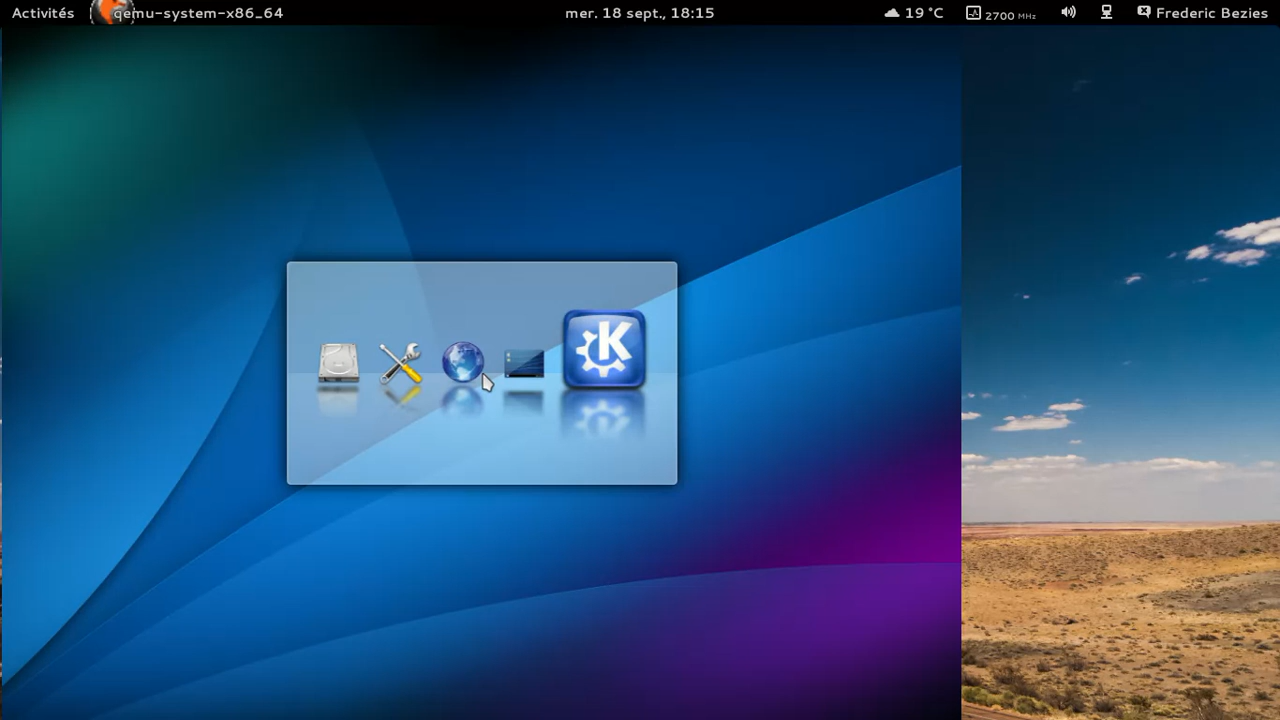 Activités qemu-system-x86_64 mer. 18 sept., 18:15 19 °C 2700 MHz Frederic Bezies
K